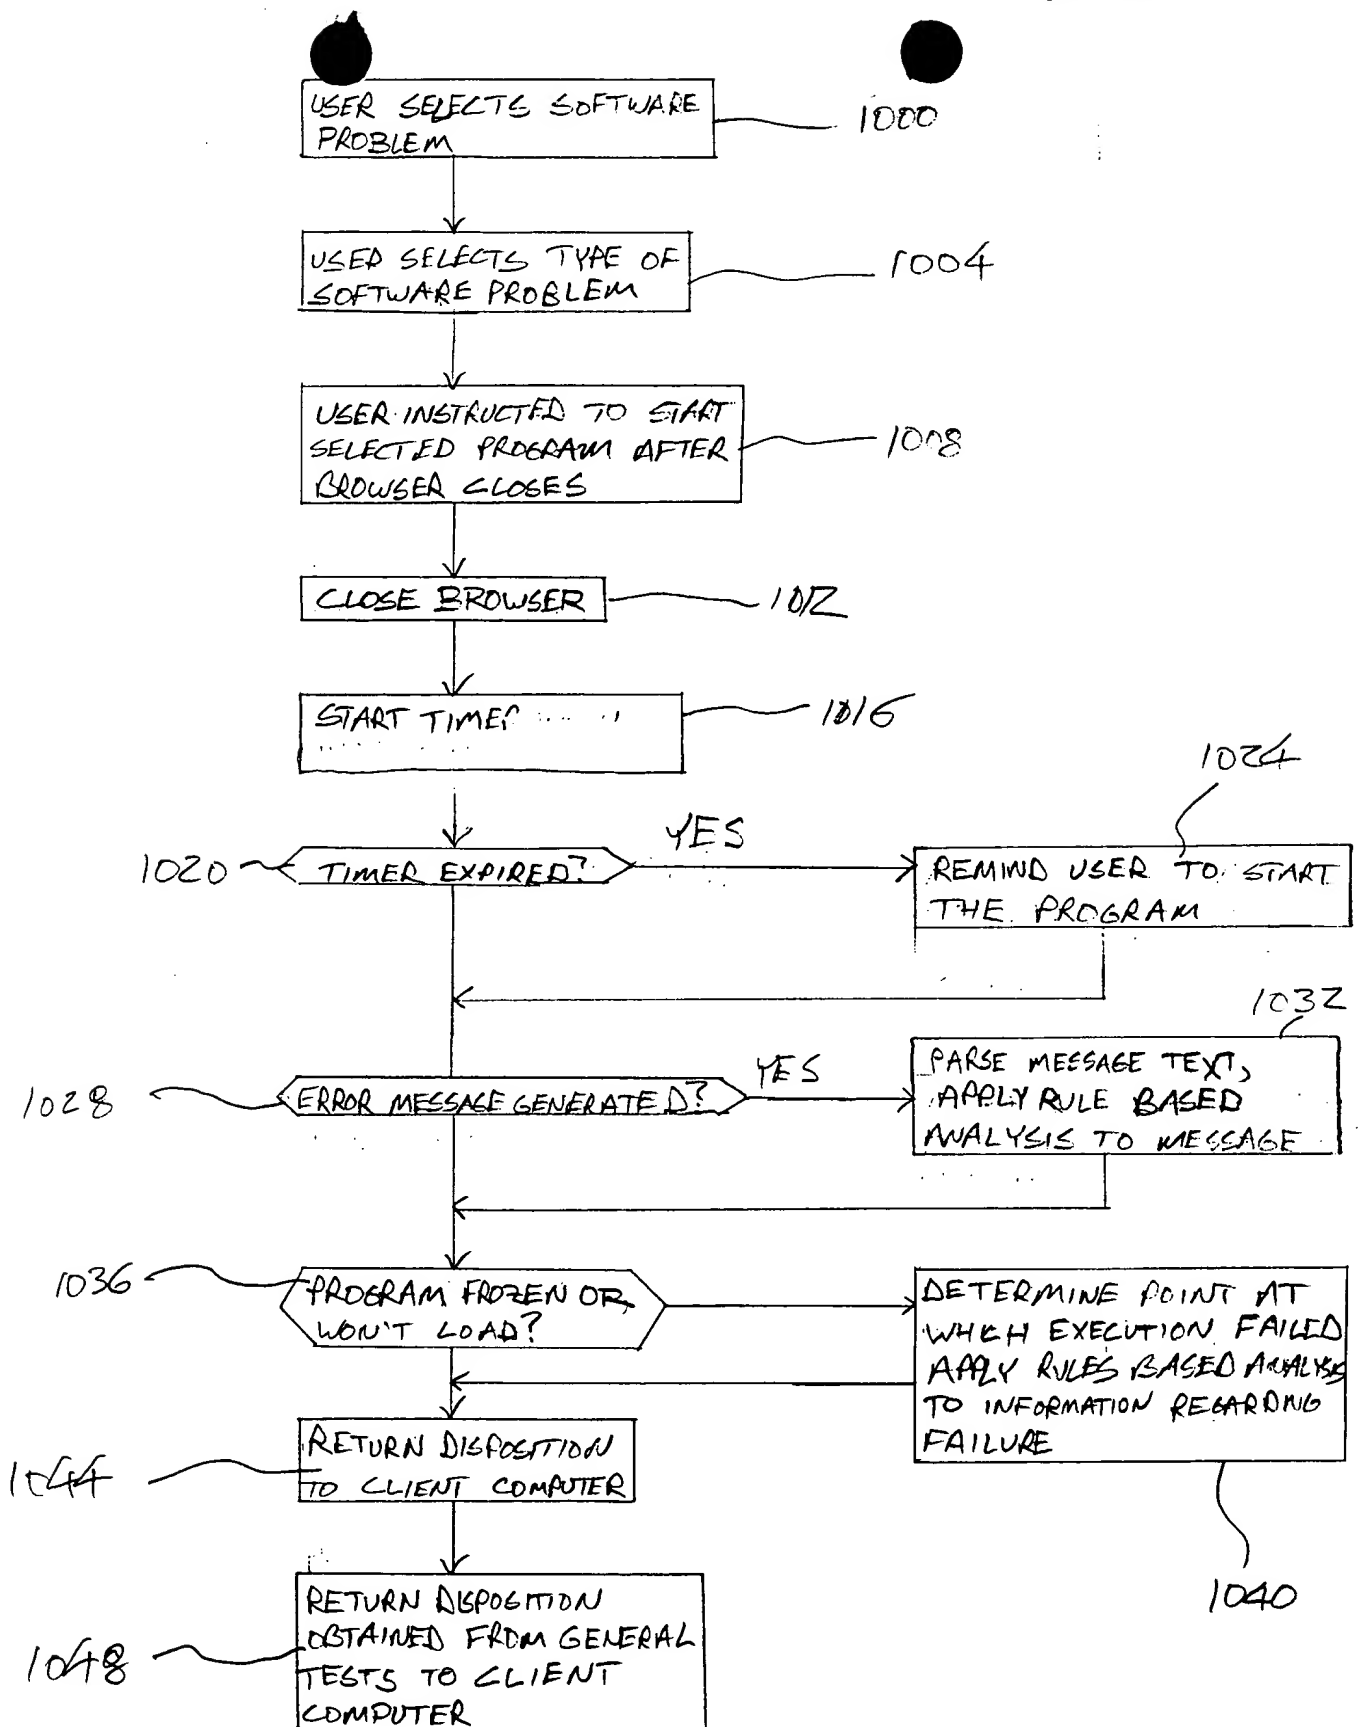 USER SELECTS SOFTWARE
PROBLEM
1000
USER SELECTS TYPE OF
SOFTWARE PROBLEM
1004
USER INSTRUCTED TO START
SELECTED PROGRAM AFTER
BROWSER CLOSES
1008
CLOSE BROWSER
1012
START TIMER
1016
1020
TIMER EXPIRED?
YES
1024
REMIND USER TO START
THE PROGRAM
1028
ERROR MESSAGE GENERATED?
YES
1032
PARSE MESSAGE TEXT,
APPLY RULE BASED
ANALYSIS TO MESSAGE
1036
PROGRAM FROZEN OR
WON'T LOAD?
DETERMINE POINT AT
WHICH EXECUTION FAILED
APPLY RULES BASED ANALYSIS
TO INFORMATION REGARDING
FAILURE
1040
1044
RETURN DISPOSITION
TO CLIENT COMPUTER
1048
RETURN DISPOSITION
OBTAINED FROM GENERAL
TESTS TO CLIENT
COMPUTER